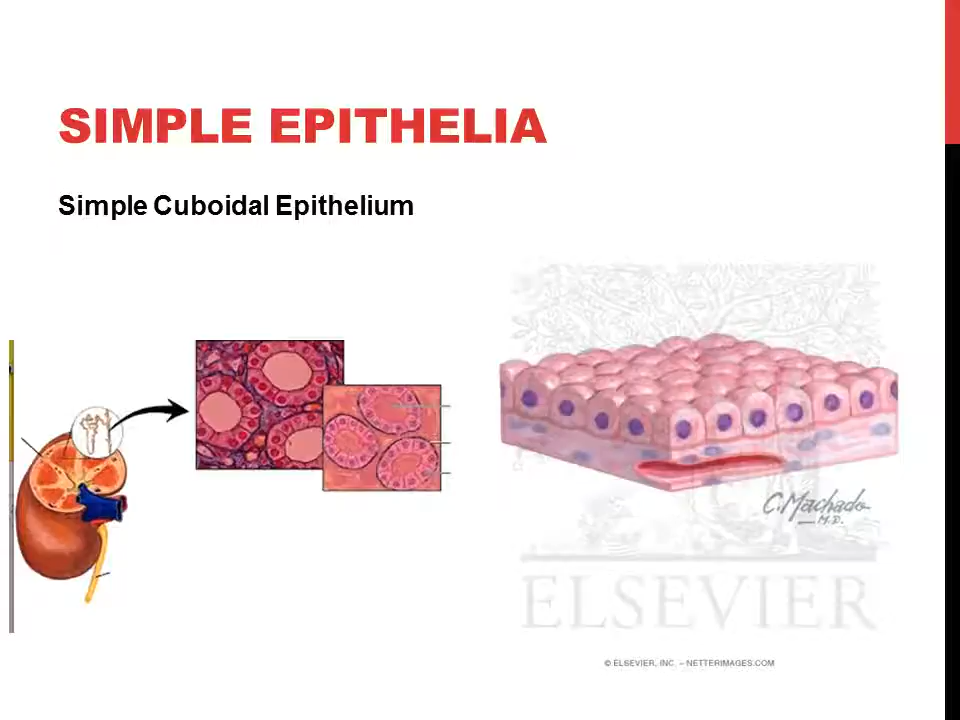 SIMPLE EPITHELIA
Simple Cuboidal Epithelium
C. Machado
M.D.
ELSEVIER
© ELSEVIER, INC. – NETTERIMAGES.COM